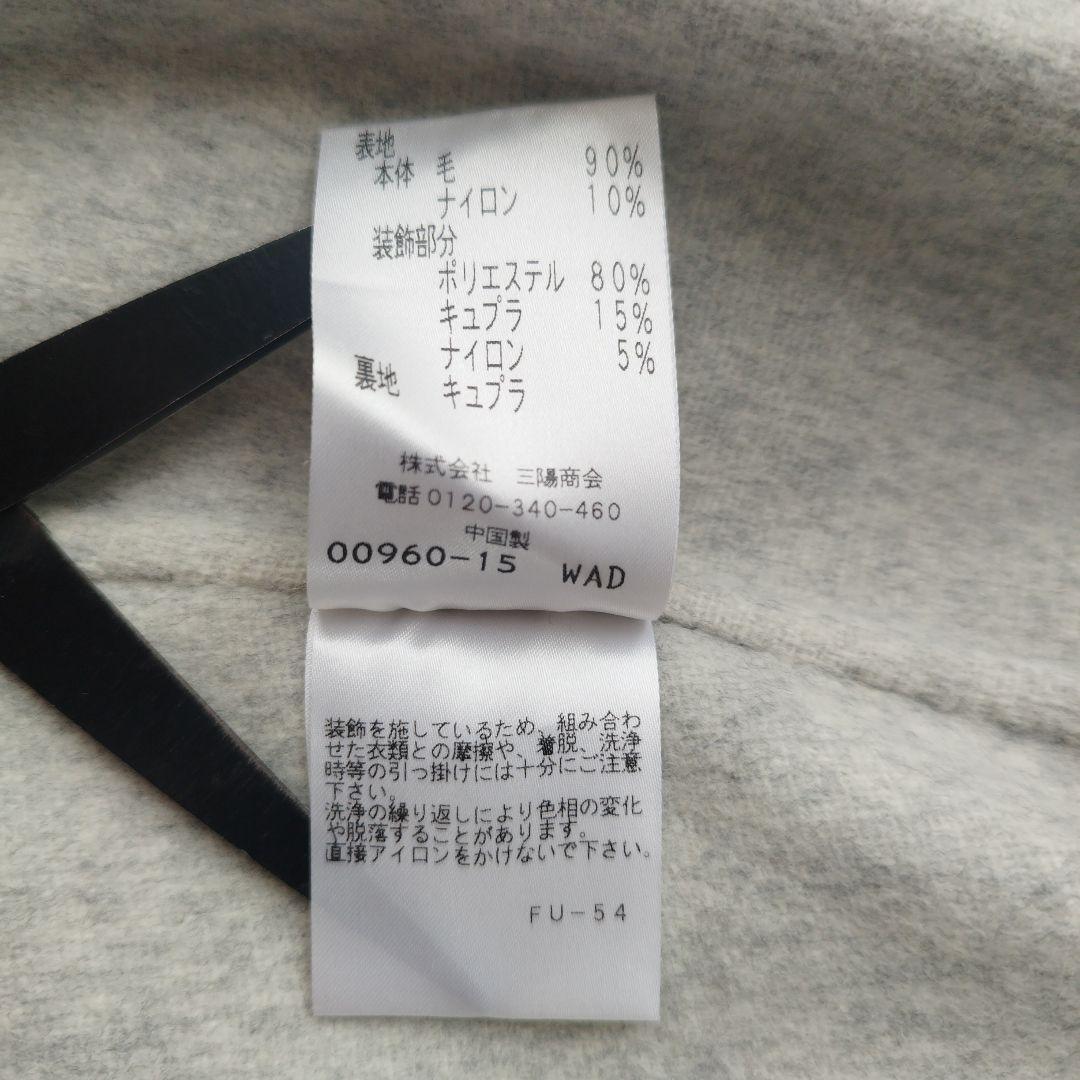 表地
本体 毛 90%
ナイロン 10%
装飾部分
ポリエステル 80%
キュプラ 15%
ナイロン 5%
裏地 キュプラ
株式会社 三陽商会
電話0120-340-460
中国製
00960-15 WAD
装飾を施しているため、組み合わ
せた衣類との摩擦や、着脱、洗浄
時等の引っ掛けには十分にご注意
下さい。
洗浄の繰り返しにより色相の変化
や脱落することがあります。
直接アイロンをかけないで下さい。
FU-54